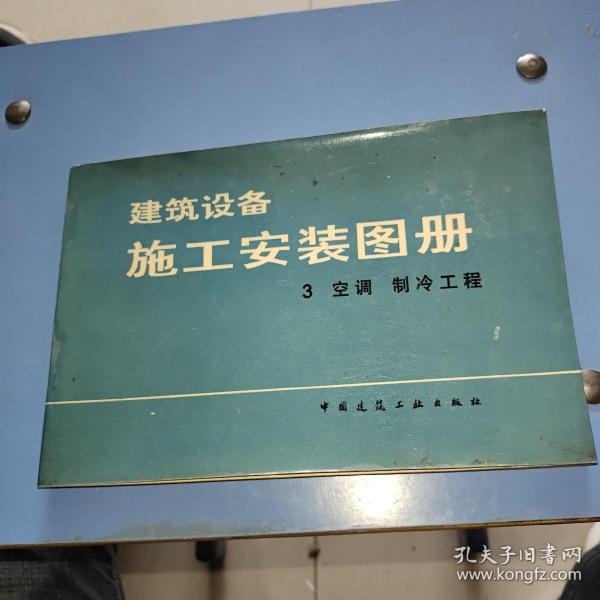 建筑设备
施工安装图册
3 空调 制冷工程
中国建筑工业出版社
孔夫子旧書网
www.kongfz.com